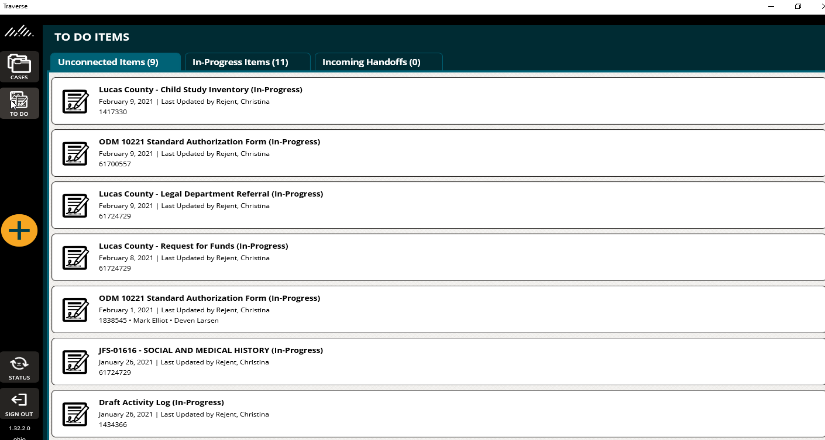 Traverse
TO DO ITEMS
Unconnected Items (9)
In-Progress Items (11)
Incoming Handoffs (0)
CASES
TO DO
Lucas County - Child Study Inventory (In-Progress)
February 9, 2021 | Last Updated by Rejent, Christina
1417330
ODM 10221 Standard Authorization Form (In-Progress)
February 9, 2021 | Last Updated by Rejent, Christina
61700557
Lucas County - Legal Department Referral (In-Progress)
February 9, 2021 | Last Updated by Rejent, Christina
61724729
Lucas County - Request for Funds (In-Progress)
February 8, 2021 | Last Updated by Rejent, Christina
61724729
ODM 10221 Standard Authorization Form (In-Progress)
February 1, 2021 | Last Updated by Rejent, Christina
1838545 • Mark Elliot • Deven Larsen
JFS-01616 - SOCIAL AND MEDICAL HISTORY (In-Progress)
January 26, 2021 | Last Updated by Rejent, Christina
61724729
Draft Activity Log (In-Progress)
January 26, 2021 | Last Updated by Rejent, Christina
1434366
STATUS
SIGN OUT
1.32.2.0
ohio